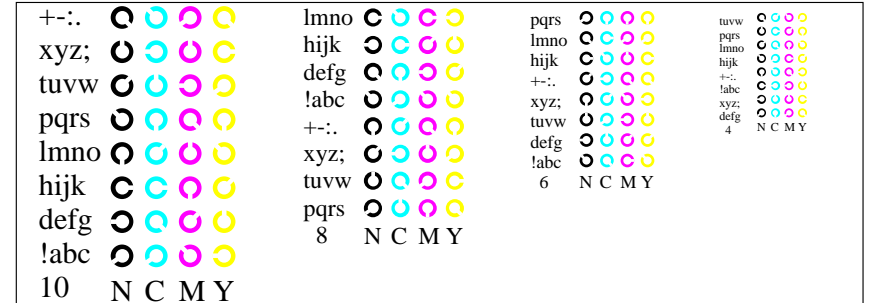 +-:.
xyz;
tuvw
pqrs
lmno
hijk
defg
!abc
10 N C M Y
lmno
hijk
defg
!abc
+-:.
xyz;
tuvw
pqrs
8 N C M Y
pqrs
lmno
hijk
+-:.
xyz;
tuvw
defg
!abc
6 N C M Y
tuvw
pqrs
lmno
hijk
+-:.
!abc
xyz;
defg
4 N C M Y